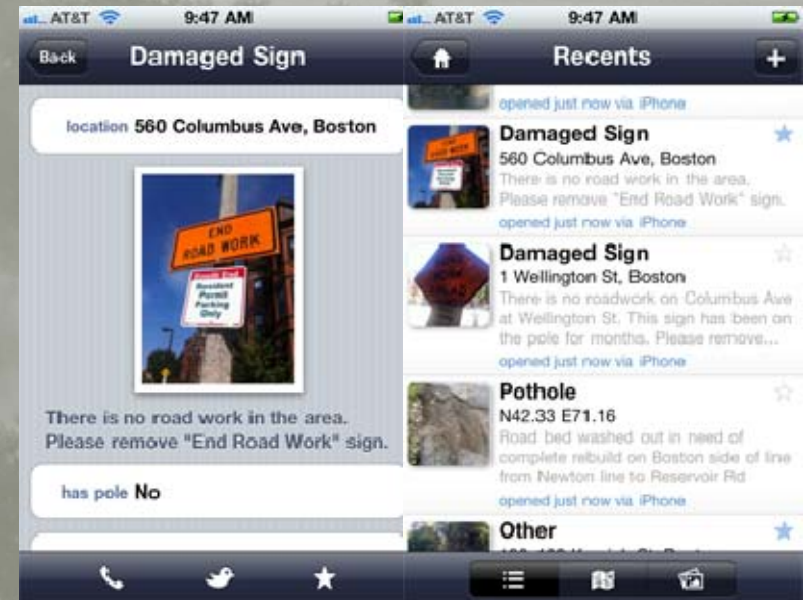 AT&T 9:47 AM
Back Damaged Sign
location 560 Columbus Ave, Boston
END
ROAD WORK
South End
Resident
Permit
Parking
Only
There is no road work in the area.
Please remove "End Road Work" sign.
has pole No
AT&T 9:47 AM
Recents
+
opened just now via iPhone
Damaged Sign
560 Columbus Ave, Boston
There is no road work in the area.
Please remove "End Road Work" sign.
opened just now via iPhone
Damaged Sign
1 Wellington St, Boston
There is no roadwork on Columbus Ave
at Wellington St. This sign has been on
the pole for months. Please remove...
opened just now via iPhone
Pothole
N42.33 E71.16
Road bed washed out in need of
complete rebuild on Boston side of line
from Newton line to Reservoir Rd
opened just now via iPhone
Other